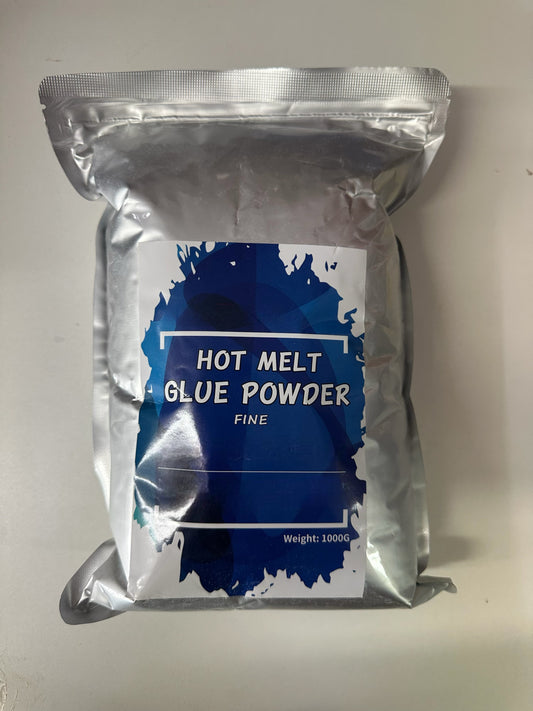 HOT MELT
GLUE POWDER
FINE
Weight: 1000G